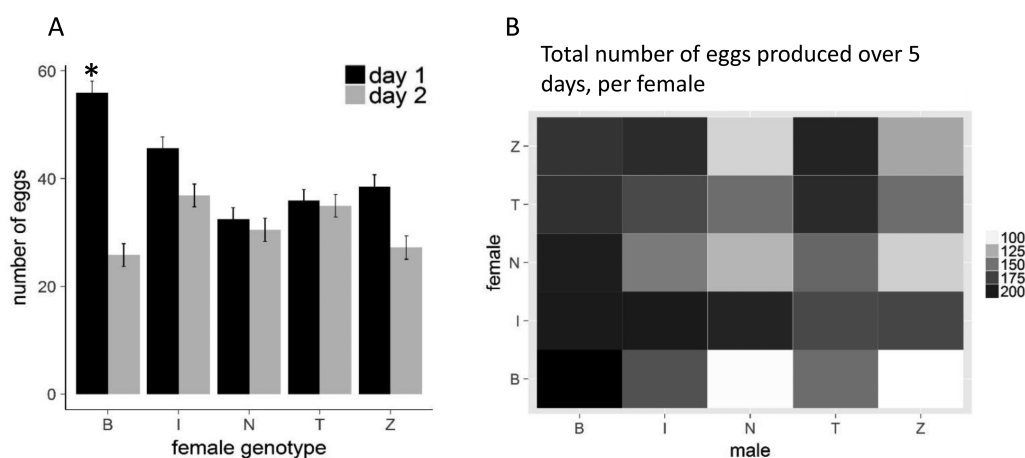 A
*
day 1
day 2
60
40
20
0
number of eggs
B I N T Z
female genotype
B
Total number of eggs produced over 5
days, per female
Z
T
N
I
B
female
B I N T Z
male
100
125
150
175
200